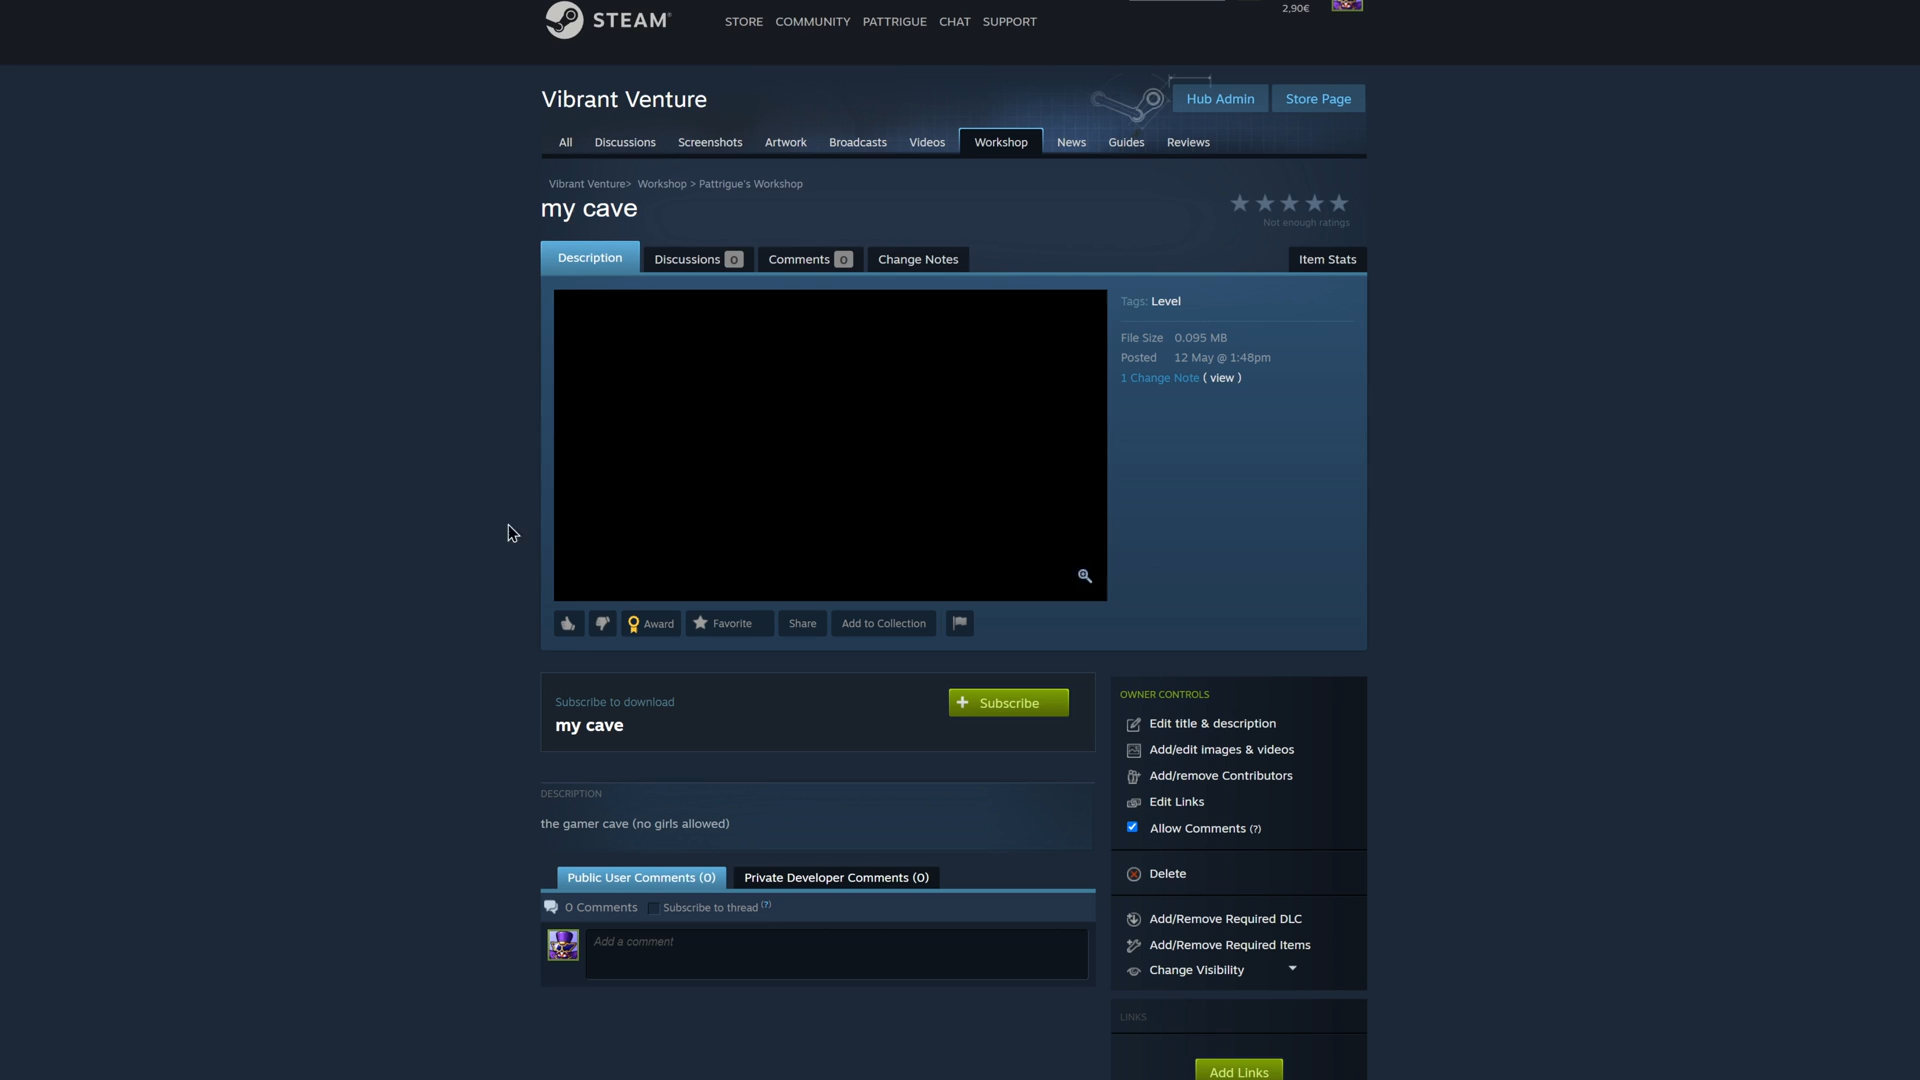 STEAM®
STORE COMMUNITY PATTRIGUE CHAT SUPPORT
2,90€
Vibrant Venture
Hub Admin
Store Page
All Discussions Screenshots Artwork Broadcasts Videos Workshop News Guides Reviews
Vibrant Venture> Workshop > Pattrigue's Workshop
my cave
Not enough ratings
Description Discussions 0 Comments 0 Change Notes Item Stats
Tags: Level
File Size 0.095 MB
Posted 12 May @ 1:48pm
1 Change Note ( view )
Award Favorite Share Add to Collection
Subscribe to download
my cave
Subscribe
DESCRIPTION
the gamer cave (no girls allowed)
Public User Comments (0) Private Developer Comments (0)
0 Comments Subscribe to thread (?)
Add a comment
OWNER CONTROLS
Edit title & description
Add/edit images & videos
Add/remove Contributors
Edit Links
Allow Comments (?)
Delete
Add/Remove Required DLC
Add/Remove Required Items
Change Visibility
LINKS
Add Links